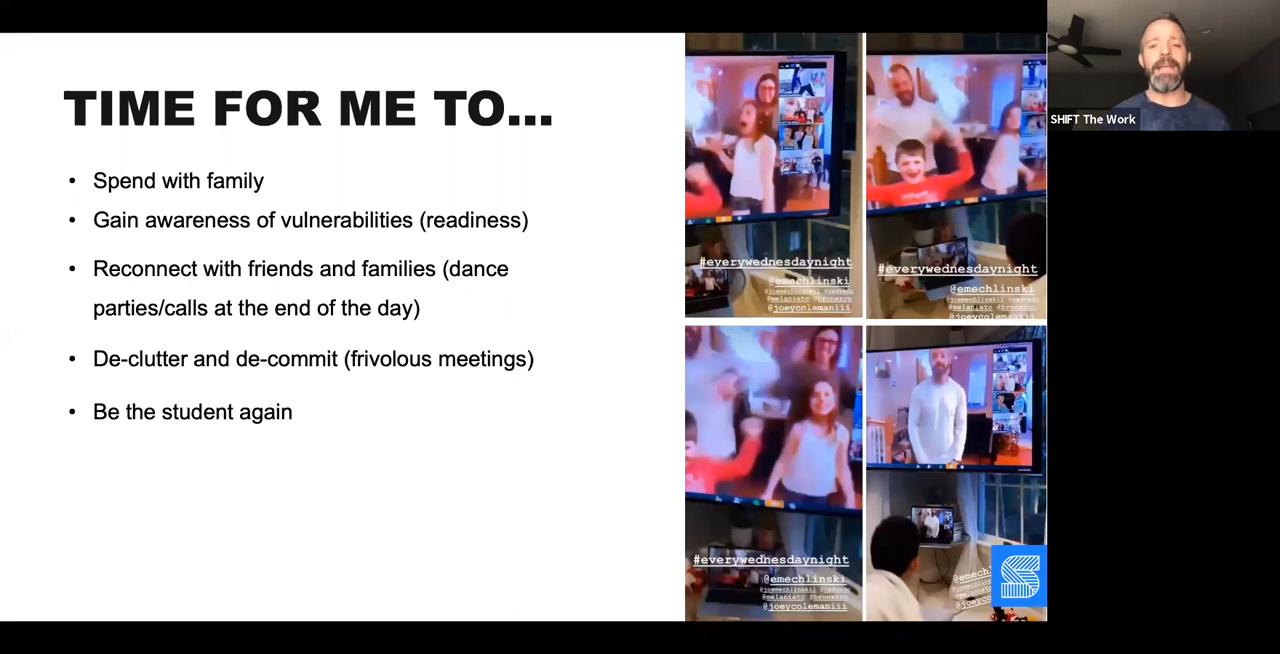 TIME FOR ME TO...
• Spend with family
• Gain awareness of vulnerabilities (readiness)
• Reconnect with friends and families (dance
parties/calls at the end of the day)
• De-clutter and de-commit (frivolous meetings)
• Be the student again
#everywednesdaynight
@emechlinski
@joeycolemaniii
#everywednesdaynight
@emechlinski
@joeycolemaniii
#everywednesdaynight
@emechlinski
@joeycolemaniii
SHIFT The Work